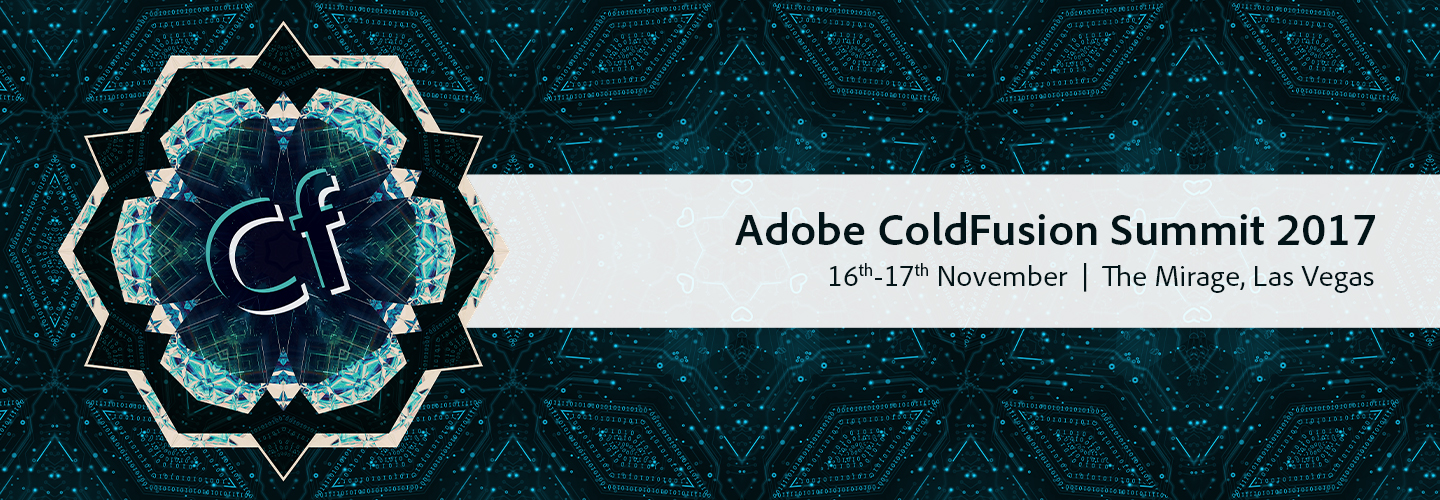 Cf
Adobe ColdFusion Summit 2017
16th-17th November | The Mirage, Las Vegas